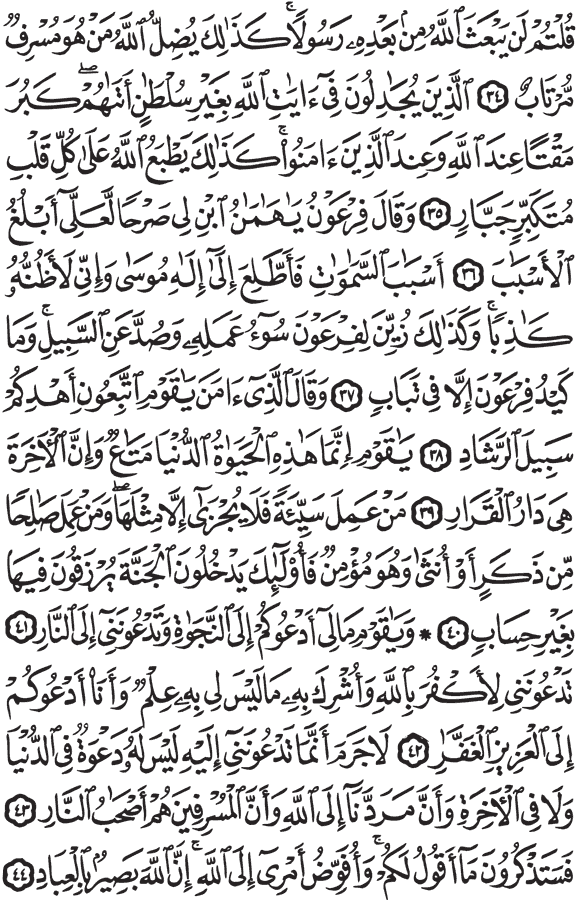 قُلْتُمْ لَن يَبْعَثَ ٱللَّهُ مِنۢ بَعْدِهِۦ رَسُولًاۚ كَذَٰلِكَ يُضِلُّ ٱللَّهُ مَنْ هُوَ مُسْرِفٌ
مُّرْتَابٌ ٣٤ ٱلَّذِينَ يُجَٰدِلُونَ فِىٓ ءَايَٰتِ ٱللَّهِ بِغَيْرِ سُلْطَٰنٍ أَتَىٰهُمْۖ كَبُرَ
مَقْتًا عِندَ ٱللَّهِ وَعِندَ ٱلَّذِينَ ءَامَنُوا۟ۚ كَذَٰلِكَ يَطْبَعُ ٱللَّهُ عَلَىٰ كُلِّ قَلْبِ
مُتَكَبِّرٍ جَبَّارٍ ٣٥ وَقَالَ فِرْعَوْنُ يَٰهَٰمَٰنُ ٱبْنِ لِى صَرْحًا لَّعَلِّىٓ أَبْلُغُ
ٱلْأَسْبَٰبَ ٣٦ أَسْبَٰبَ ٱلسَّمَٰوَٰتِ فَأَطَّلِعَ إِلَىٰٓ إِلَٰهِ مُوسَىٰ وَإِنِّى لَأَظُنُّهُۥ
كَٰذِبًاۚ وَكَذَٰلِكَ زُيِّنَ لِفِرْعَوْنَ سُوٓءُ عَمَلِهِۦ وَصُدَّ عَنِ ٱلسَّبِيلِۚ وَمَا
كَيْدُ فِرْعَوْنَ إِلَّا فِى تَبَابٍ ٣٧ وَقَالَ ٱلَّذِىٓ ءَامَنَ يَٰقَوْمِ ٱتَّبِعُونِ أَهْدِكُمْ
سَبِيلَ ٱلرَّشَادِ ٣٨ يَٰقَوْمِ إِنَّمَا هَٰذِهِ ٱلْحَيَوٰةُ ٱلدُّنْيَا مَتَٰعٌ وَإِنَّ ٱلْءَاخِرَةَ
هِىَ دَارُ ٱلْقَرَارِ ٣٩ مَنْ عَمِلَ سَيِّئَةً فَلَا يُجْزَىٰٓ إِلَّا مِثْلَهَاۖ وَمَنْ عَمِلَ صَٰلِحًا
مِّن ذَكَرٍ أَوْ أُنثَىٰ وَهُوَ مُؤْمِنٌ فَأُو۟لَٰٓئِكَ يَدْخُلُونَ ٱلْجَنَّةَ يُرْزَقُونَ فِيهَا
بِغَيْرِ حِسَابٍ ٤٠ * وَيَٰقَوْمِ مَا لِىٓ أَدْعُوكُمْ إِلَى ٱلنَّجَوٰةِ وَتَدْعُونَنِىٓ إِلَى ٱلنَّارِ ٤١
تَدْعُونَنِى لِأَكْفُرَ بِٱللَّهِ وَأُشْرِكَ بِهِۦ مَا لَيْسَ لِى بِهِۦ عِلْمٌ وَأَنَا۠ أَدْعُوكُمْ
إِلَى ٱلْعَزِيزِ ٱلْغَفَّٰرِ ٤٢ لَا جَرَمَ أَنَّمَا تَدْعُونَنِىٓ إِلَيْهِ لَيْسَ لَهُۥ دَعْوَةٌ فِى ٱلدُّنْيَا
وَلَا فِى ٱلْءَاخِرَةِ وَأَنَّ مَرَدَّنَآ إِلَى ٱللَّهِ وَأَنَّ ٱلْمُسْرِفِينَ هُمْ أَصْحَٰبُ ٱلنَّارِ ٤٣
فَسَتَذْكُرُونَ مَآ أَقُولُ لَكُمْۚ وَأُفَوِّضُ أَمْرِىٓ إِلَى ٱللَّهِۚ إِنَّ ٱللَّهَ بَصِيرٌۢ بِٱلْعِبَادِ ٤٤